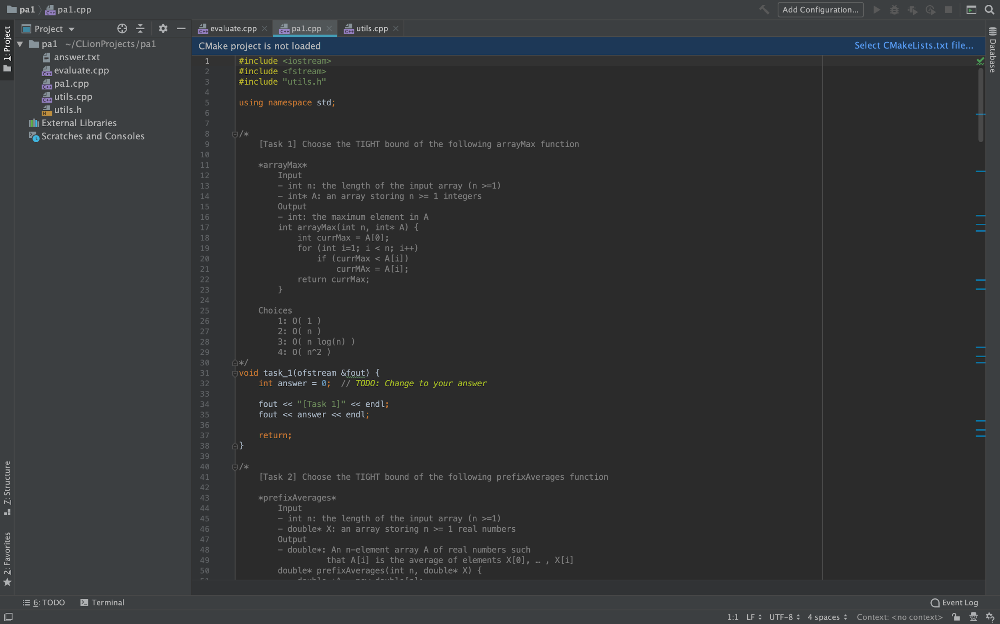 pa1 pa1.cpp
Add Configuration...
1: Project
Project
evaluate.cpp
pa1.cpp
utils.cpp
CMake project is not loaded
Select CMakeLists.txt file...
Database
pa1 ~/CLionProjects/pa1
answer.txt
evaluate.cpp
pa1.cpp
utils.cpp
utils.h
External Libraries
Scratches and Consoles
1 #include <iostream>
2 #include <fstream>
3 #include "utils.h"
4
5 using namespace std;
6
7
8 /*
9 [Task 1] Choose the TIGHT bound of the following arrayMax function
10
11 *arrayMax*
12 Input
13 - int n: the length of the input array (n >=1)
14 - int* A: an array storing n >= 1 integers
15 Output
16 - int: the maximum element in A
17 int arrayMax(int n, int* A) {
18 int currMax = A[0];
19 for (int i=1; i < n; i++)
20 if (currMax < A[i])
21 currMAx = A[i];
22 return currMax;
23 }
24
25 Choices
26 1: O( 1 )
27 2: O( n )
28 3: O( n log(n) )
29 4: O( n^2 )
30 */
31 void task_1(ofstream &fout) {
32 int answer = 0; // TODO: Change to your answer
33
34 fout << "[Task 1]" << endl;
35 fout << answer << endl;
36
37 return;
38 }
39
40 /*
41 [Task 2] Choose the TIGHT bound of the following prefixAverages function
42
43 *prefixAverages*
44 Input
45 - int n: the length of the input array (n >=1)
46 - double* X: an array storing n >= 1 real numbers
47 Output
48 - double*: An n-element array A of real numbers such
49 that A[i] is the average of elements X[0], … , X[i]
50 double* prefixAverages(int n, double* X) {
Z: Structure
2: Favorites
6: TODO
Terminal
Event Log
1:1 LF UTF-8 4 spaces Context: <no context>